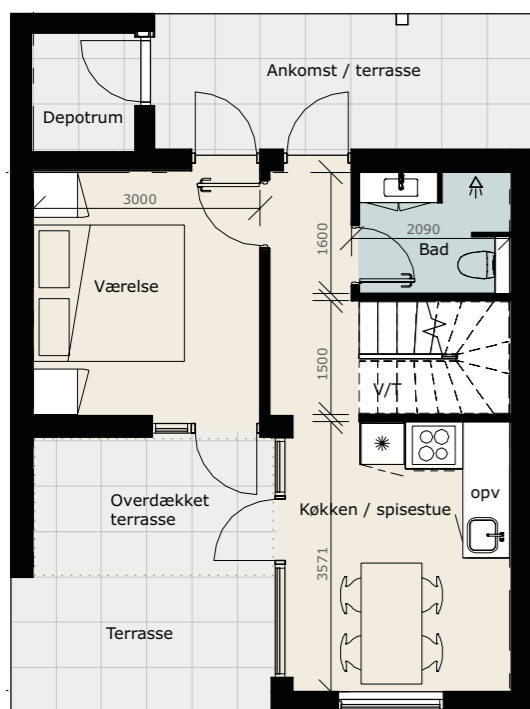 Ankomst / terrasse
Depotrum
3000
1600
2090
Bad
Værelse
1500
V/T
opv
Overdækket
terrasse
Køkken / spisestue
3571
Terrasse